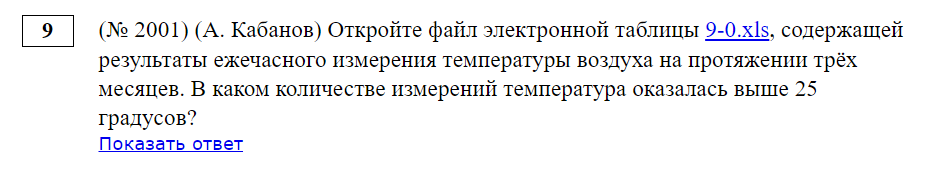 9
(№ 2001) (А. Кабанов) Откройте файл электронной таблицы 9-0.xls, содержащей
результаты ежечасного измерения температуры воздуха на протяжении трёх
месяцев. В каком количестве измерений температура оказалась выше 25
градусов?
Показать ответ